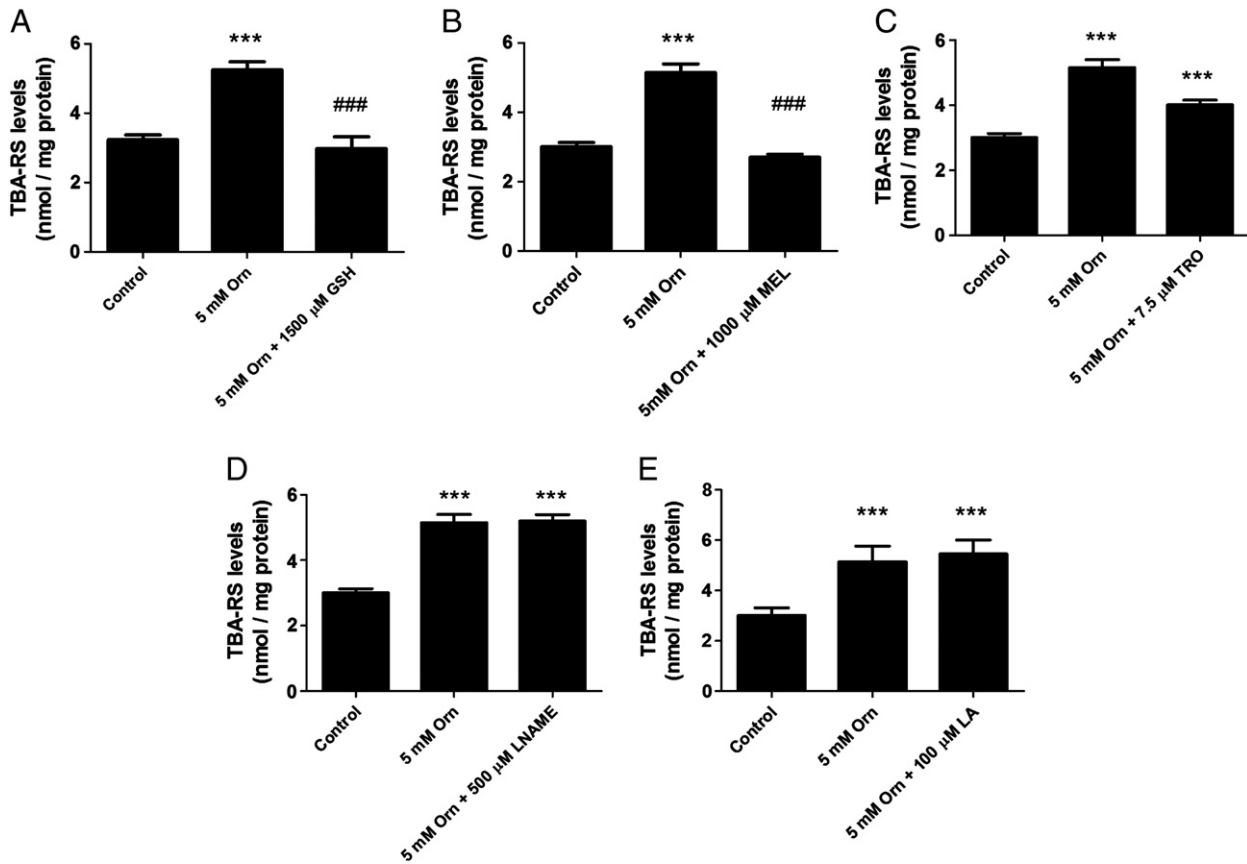 A
TBA-RS levels
(nmol / mg protein)
6
4
2
0
***
###
Control
5 mM Orn
5 mM Orn + 1500 μM GSH
B
TBA-RS levels
(nmol / mg protein)
6
4
2
0
***
###
Control
5 mM Orn
5mM Orn + 1000 μM MEL
C
TBA-RS levels
(nmol / mg protein)
6
4
2
0
***
***
Control
5 mM Orn
5 mM Orn + 7.5 μM TRO
D
TBA-RS levels
(nmol / mg protein)
6
4
2
0
***
***
Control
5 mM Orn
5 mM Orn + 500 μM LNAME
E
TBA-RS levels
(nmol / mg protein)
8
6
4
2
0
***
***
Control
5 mM Orn
5 mM Orn + 100 μM LA